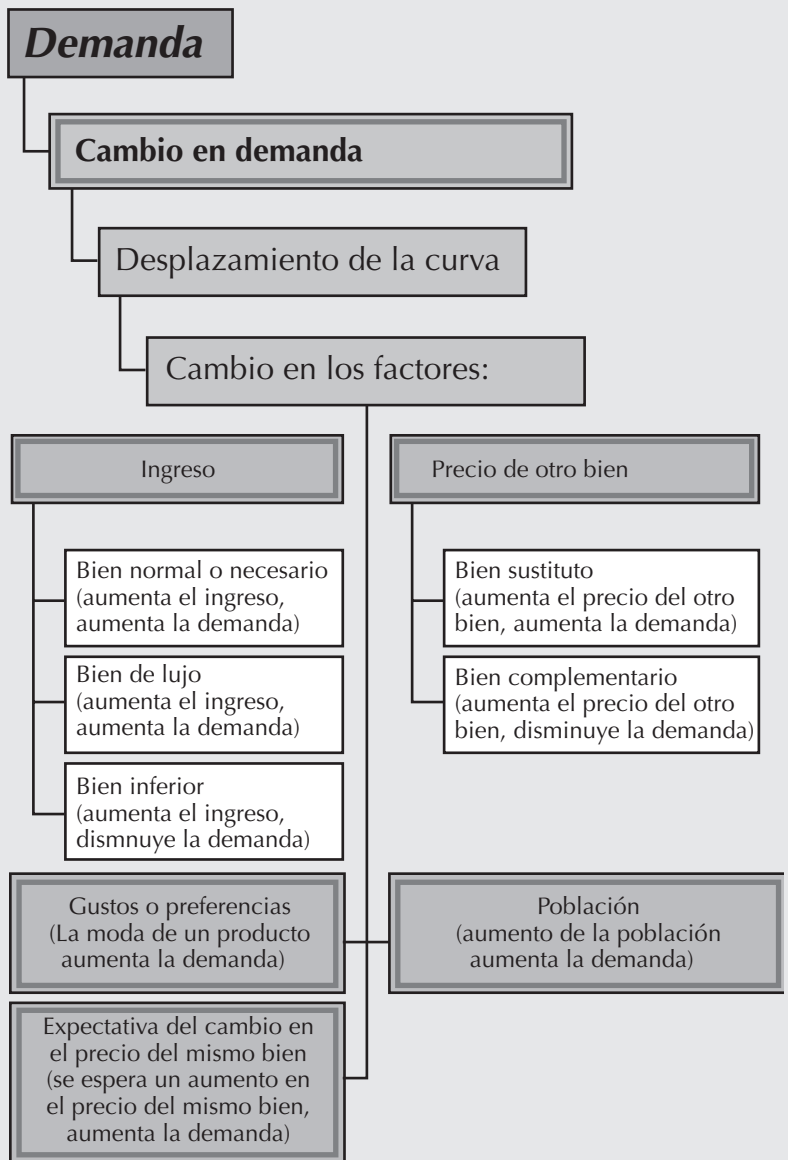 Demanda
Cambio en demanda
Desplazamiento de la curva
Cambio en los factores:
Ingreso
Bien normal o necesario
(aumenta el ingreso,
aumenta la demanda)
Bien de lujo
(aumenta el ingreso,
aumenta la demanda)
Bien inferior
(aumenta el ingreso,
dismnuye la demanda)
Precio de otro bien
Bien sustituto
(aumenta el precio del otro
bien, aumenta la demanda)
Bien complementario
(aumenta el precio del otro
bien, disminuye la demanda)
Gustos o preferencias
(La moda de un producto
aumenta la demanda)
Población
(aumento de la población
aumenta la demanda)
Expectativa del cambio en
el precio del mismo bien
(se espera un aumento en
el precio del mismo bien,
aumenta la demanda)